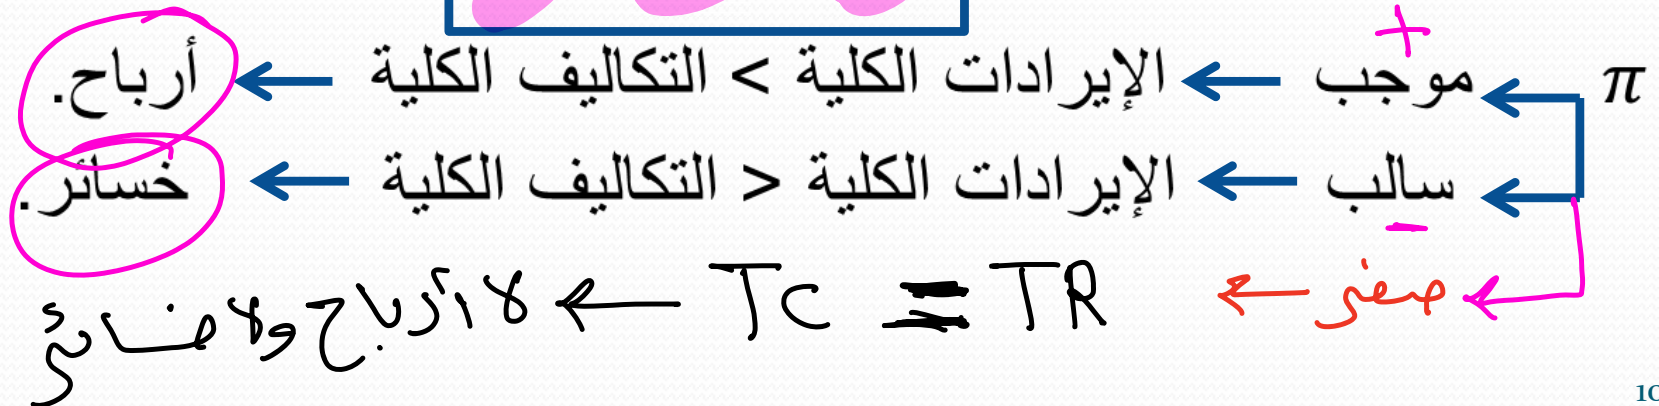 π موجب + ← الإيرادات الكلية > التكاليف الكلية ← أرباح.
سالب - ← الإيرادات الكلية < التكاليف الكلية ← خسائر.
صفر ← TR = TC ← لا أرباح ولا خسائر
10